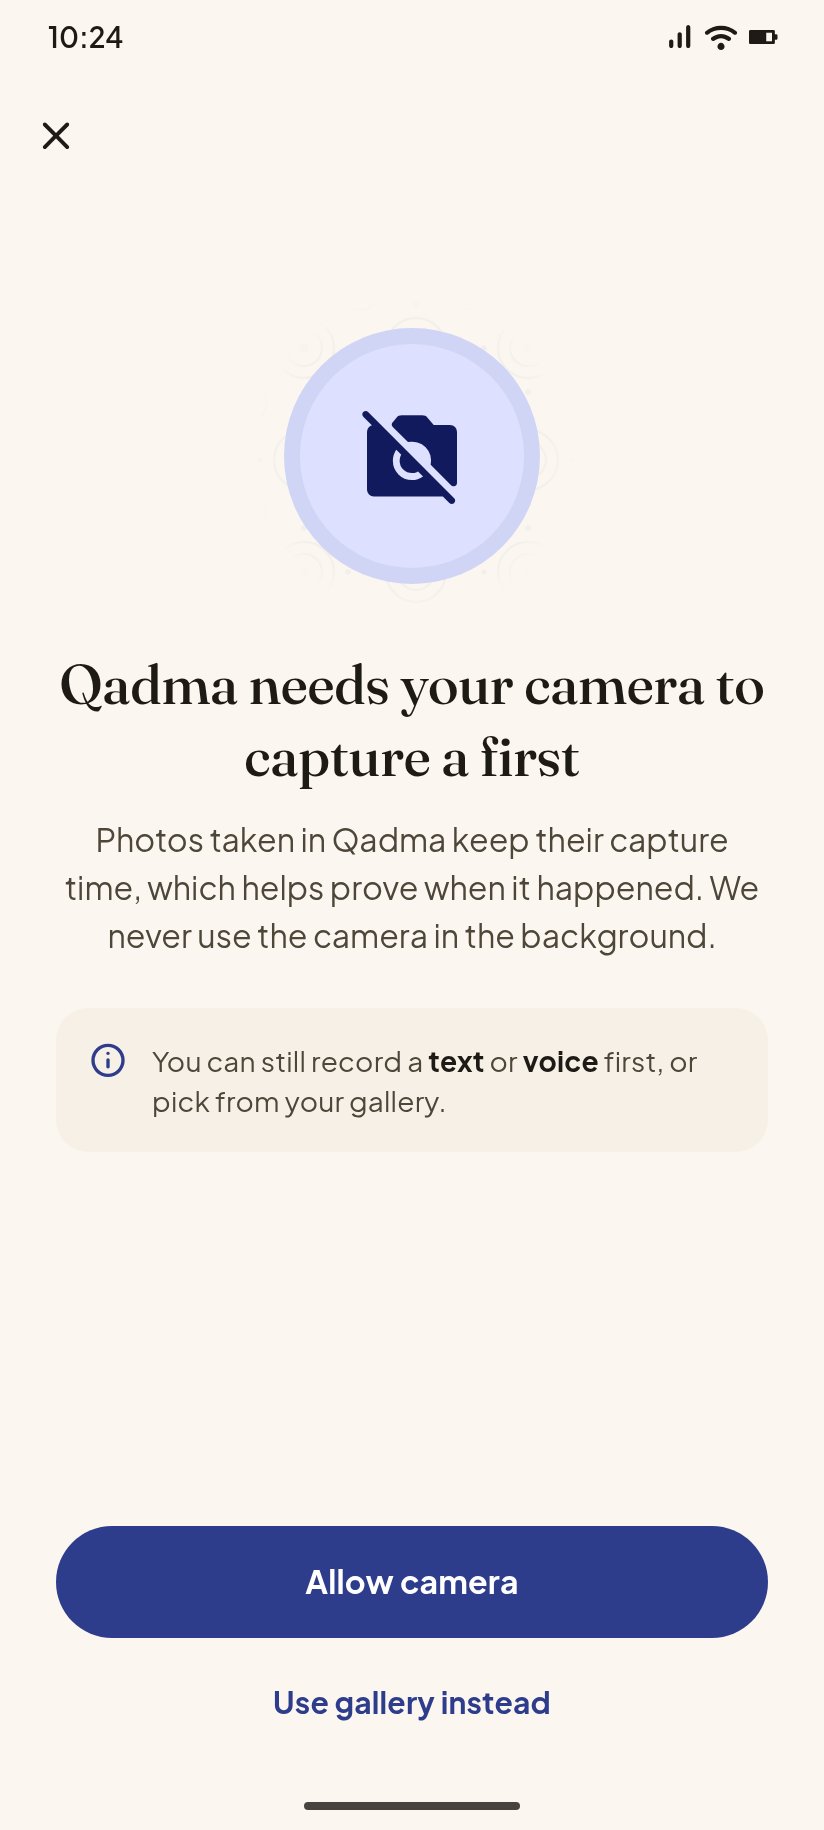 10:24
Qadma needs your camera to
capture a first
Photos taken in Qadma keep their capture
time, which helps prove when it happened. We
never use the camera in the background.
You can still record a text or voice first, or
pick from your gallery.
Allow camera
Use gallery instead